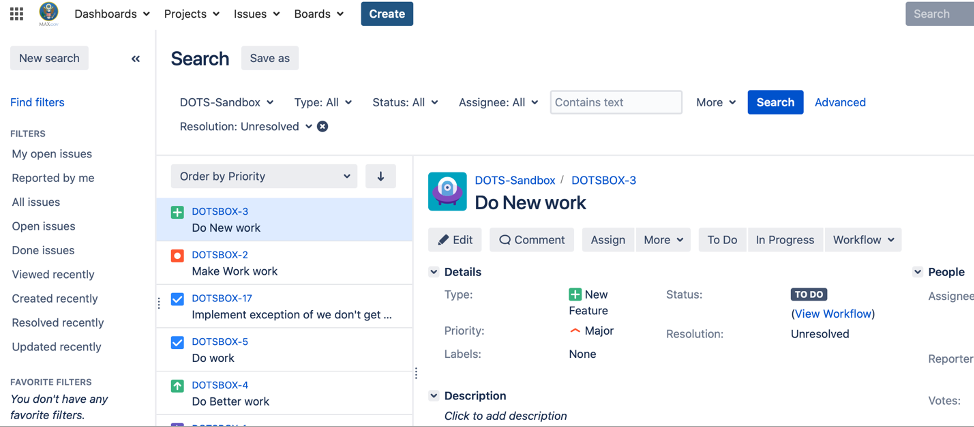 Dashboards Projects Issues Boards Create Search
New search
Find filters
FILTERS
My open issues
Reported by me
All issues
Open issues
Done issues
Viewed recently
Created recently
Resolved recently
Updated recently
FAVORITE FILTERS
You don't have any
favorite filters.
Search Save as
DOTS-Sandbox Type: All Status: All Assignee: All Contains text More Search Advanced
Resolution: Unresolved
Order by Priority
DOTSBOX-3
Do New work
DOTSBOX-2
Make Work work
DOTSBOX-17
Implement exception of we don't get ...
DOTSBOX-5
Do work
DOTSBOX-4
Do Better work
DOTS-Sandbox / DOTSBOX-3
Do New work
Edit Comment Assign More To Do In Progress Workflow
Details
Type: New
Feature
Priority: Major
Labels: None
Status: TO DO
(View Workflow)
Resolution: Unresolved
Description
Click to add description
People
Assignee
Reporter
Votes: